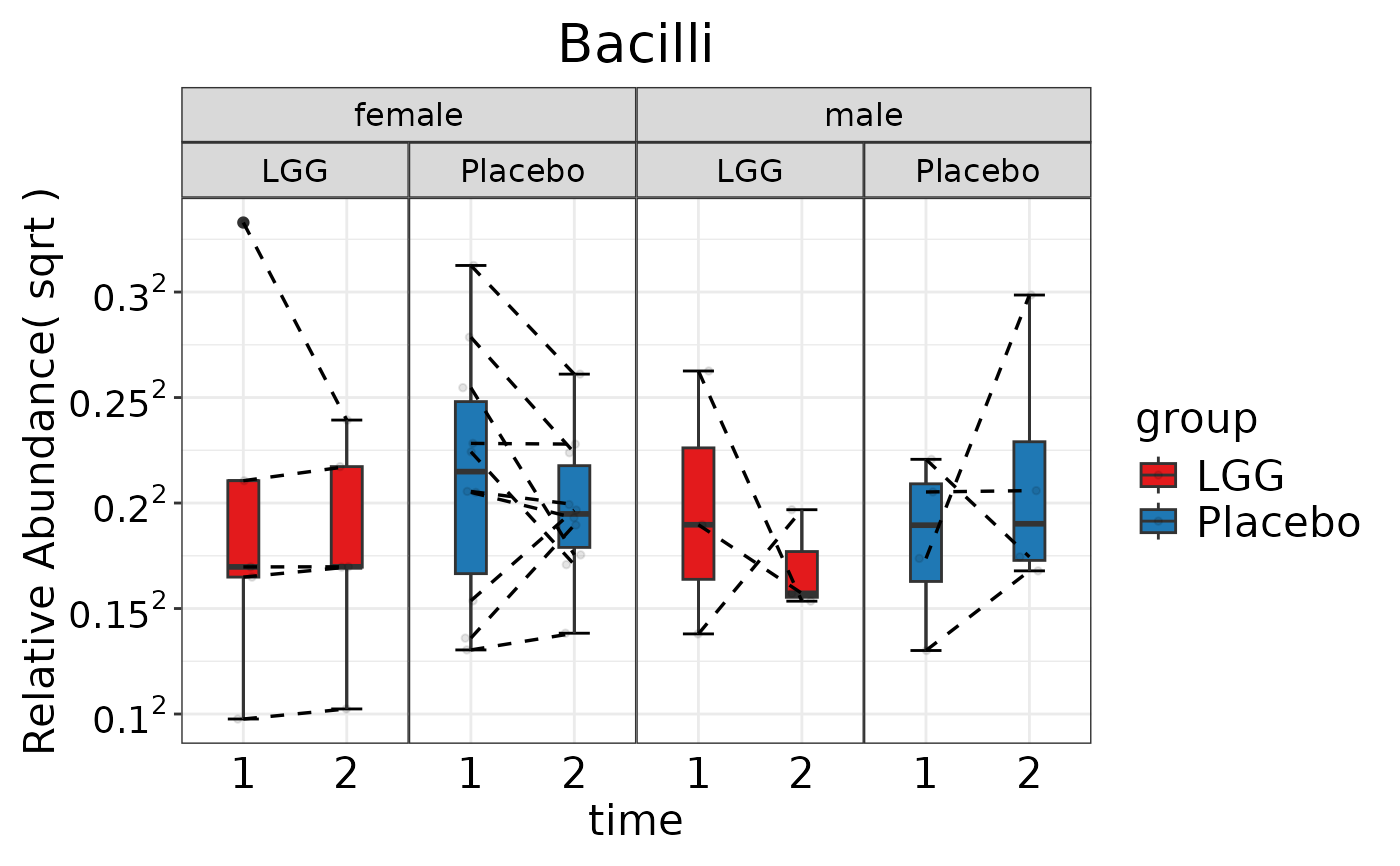 Bacilli
female male
LGG Placebo LGG Placebo
Relative Abundance( sqrt )
0.3²
0.25²
0.2²
0.15²
0.1²
1 2 1 2 1 2 1 2
time
group
LGG
Placebo